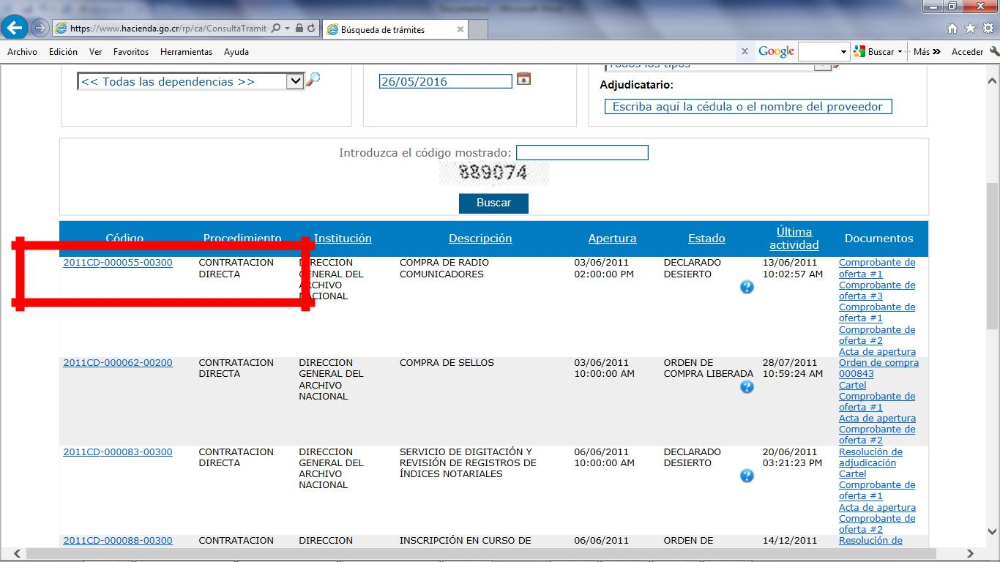 https://www.hacienda.go.cr/rp/ca/ConsultaTramit
Búsqueda de trámites
Archivo Edición Ver Favoritos Herramientas Ayuda
x Google Buscar Más Acceder
<< Todas las dependencias >>
26/05/2016
Todos los tipos
Adjudicatario:
Escriba aquí la cédula o el nombre del proveedor
Introduzca el código mostrado:
889074
Buscar
Código Procedimiento Institución Descripción Apertura Estado Última actividad Documentos
2011CD-000055-00300 CONTRATACION DIRECTA DIRECCION GENERAL DEL ARCHIVO NACIONAL COMPRA DE RADIO COMUNICADORES 03/06/2011 02:00:00 PM DECLARADO DESIERTO 13/06/2011 10:02:57 AM
Comprobante de
oferta #1
Comprobante de
oferta #3
Comprobante de
oferta #1
Comprobante de
oferta #2
Acta de apertura
2011CD-000062-00200 CONTRATACION DIRECTA DIRECCION GENERAL DEL ARCHIVO NACIONAL COMPRA DE SELLOS 03/06/2011 10:00:00 AM ORDEN DE COMPRA LIBERADA 28/07/2011 10:59:24 AM
Orden de compra
000843
Cartel
Comprobante de
oferta #1
Acta de apertura
Comprobante de
oferta #2
2011CD-000083-00300 CONTRATACION DIRECTA DIRECCION GENERAL DEL ARCHIVO NACIONAL SERVICIO DE DIGITACIÓN Y REVISIÓN DE REGISTROS DE ÍNDICES NOTARIALES 06/06/2011 10:00:00 AM DECLARADO DESIERTO 20/06/2011 03:21:23 PM
Resolución de
adjudicación
Cartel
Comprobante de
oferta #1
Acta de apertura
Comprobante de
oferta #2
2011CD-000088-00300 CONTRATACION DIRECCION INSCRIPCIÓN EN CURSO DE 06/06/2011 ORDEN DE 14/12/2011 Resolución de